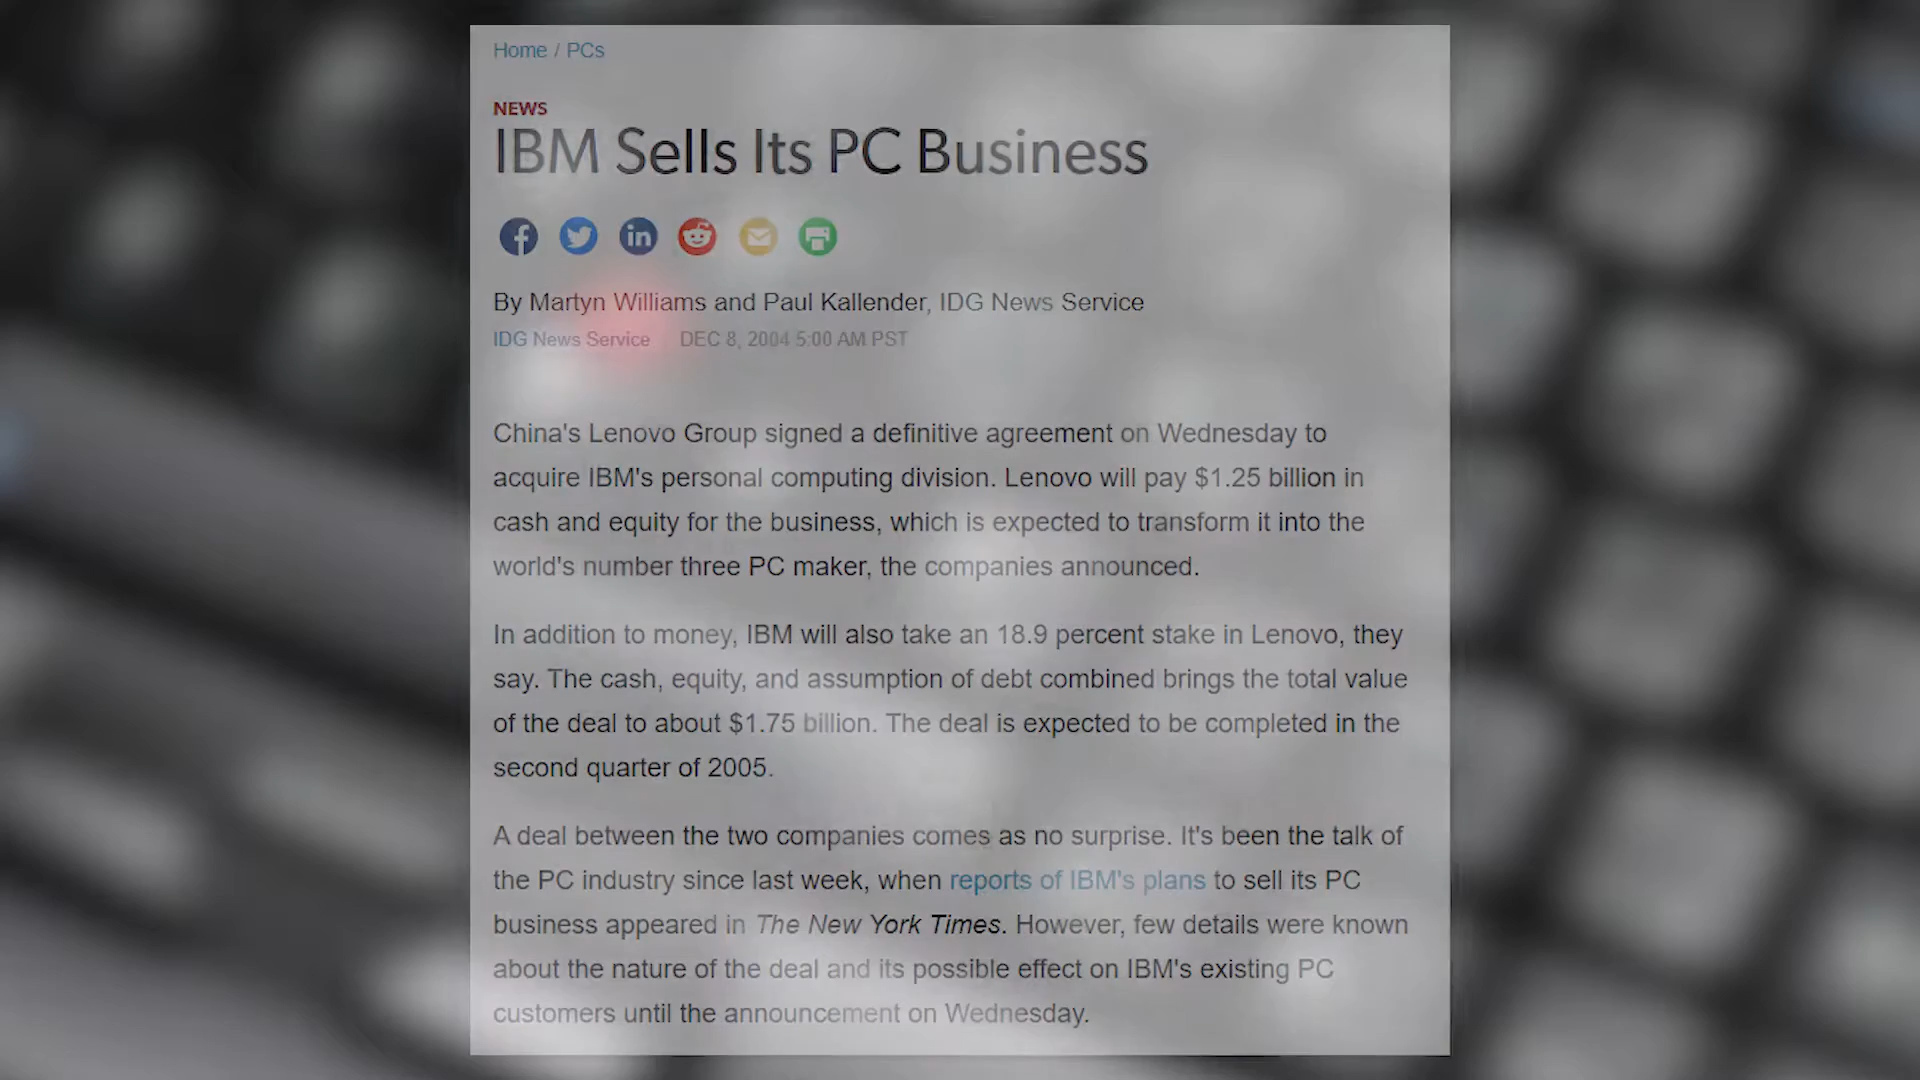 Home / PCs
NEWS
IBM Sells Its PC Business
By Martyn Williams and Paul Kallender, IDG News Service
IDG News Service DEC 8, 2004 5:00 AM PST
China's Lenovo Group signed a definitive agreement on Wednesday to
acquire IBM's personal computing division. Lenovo will pay $1.25 billion in
cash and equity for the business, which is expected to transform it into the
world's number three PC maker, the companies announced.
In addition to money, IBM will also take an 18.9 percent stake in Lenovo, they
say. The cash, equity, and assumption of debt combined brings the total value
of the deal to about $1.75 billion. The deal is expected to be completed in the
second quarter of 2005.
A deal between the two companies comes as no surprise. It's been the talk of
the PC industry since last week, when reports of IBM's plans to sell its PC
business appeared in The New York Times. However, few details were known
about the nature of the deal and its possible effect on IBM's existing PC
customers until the announcement on Wednesday.